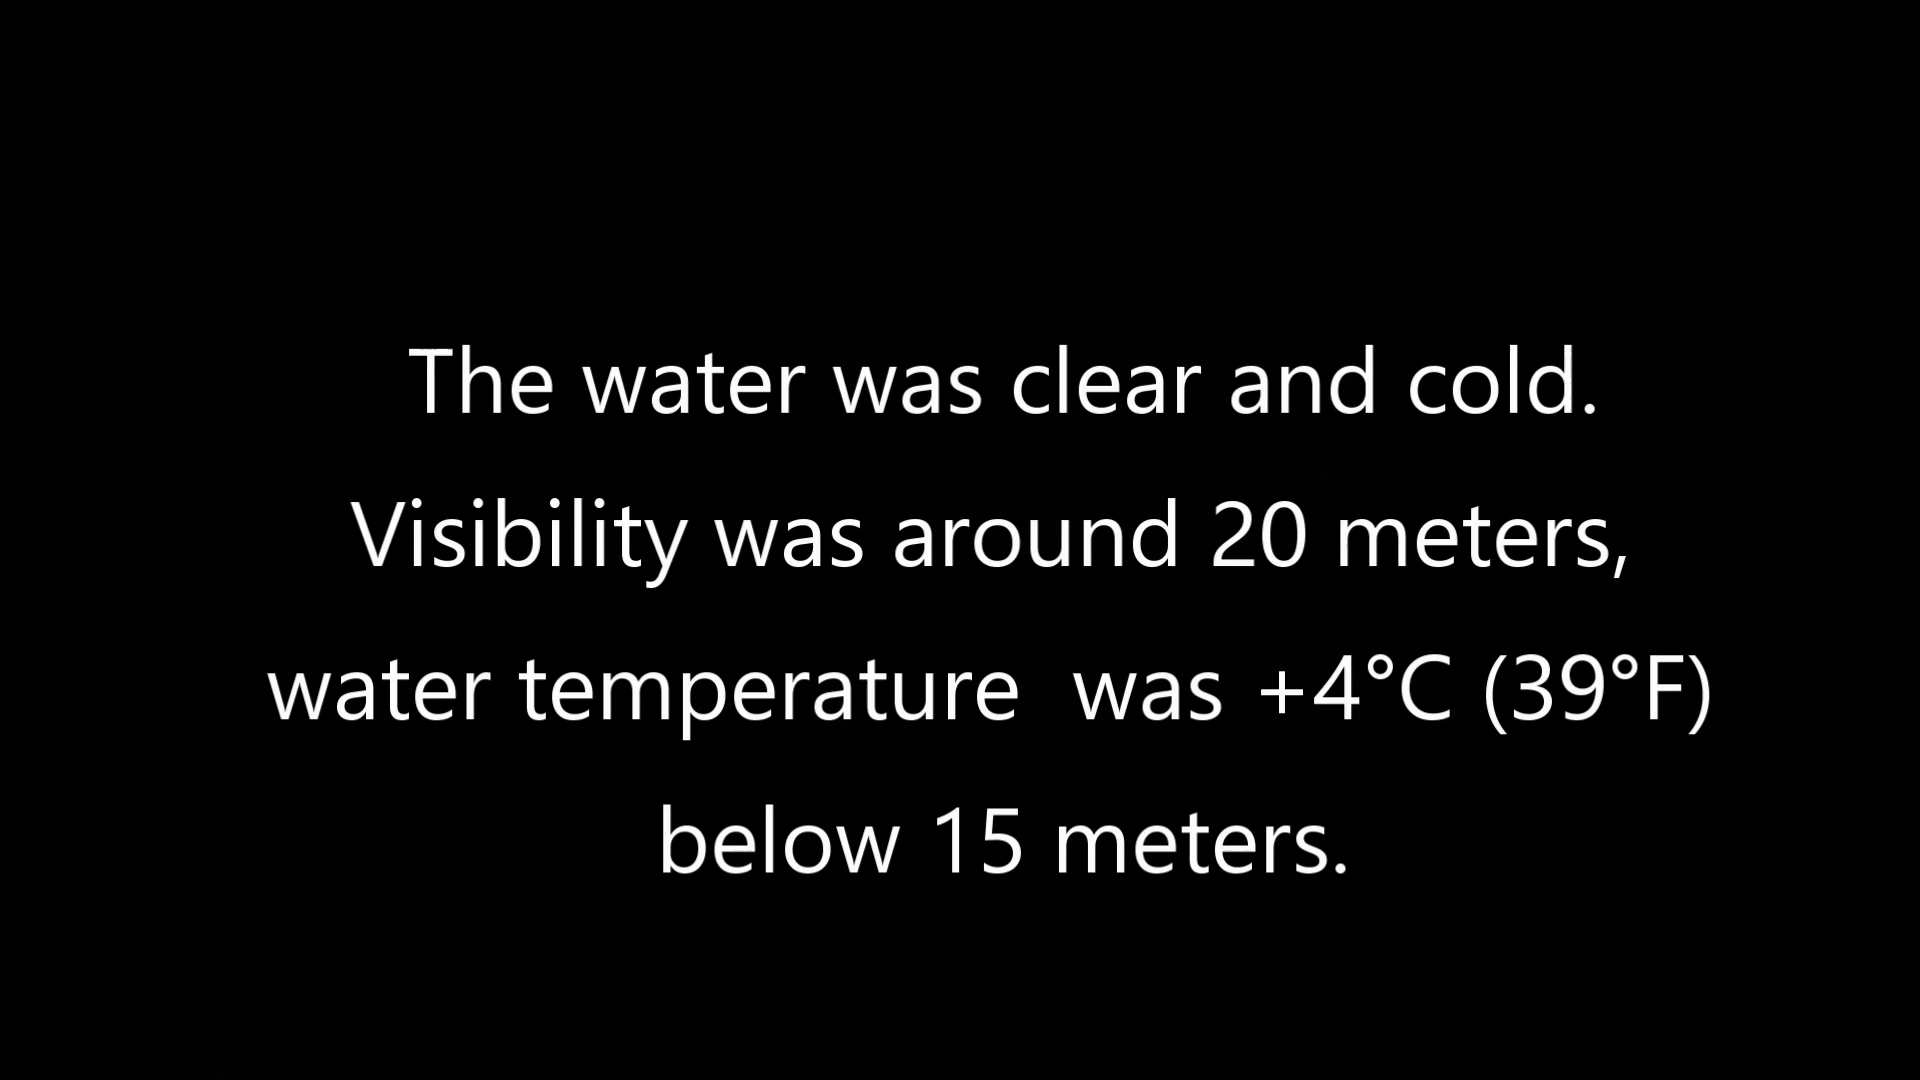 The water was clear and cold.
Visibility was around 20 meters,
water temperature  was +4°C (39°F)
below 15 meters.